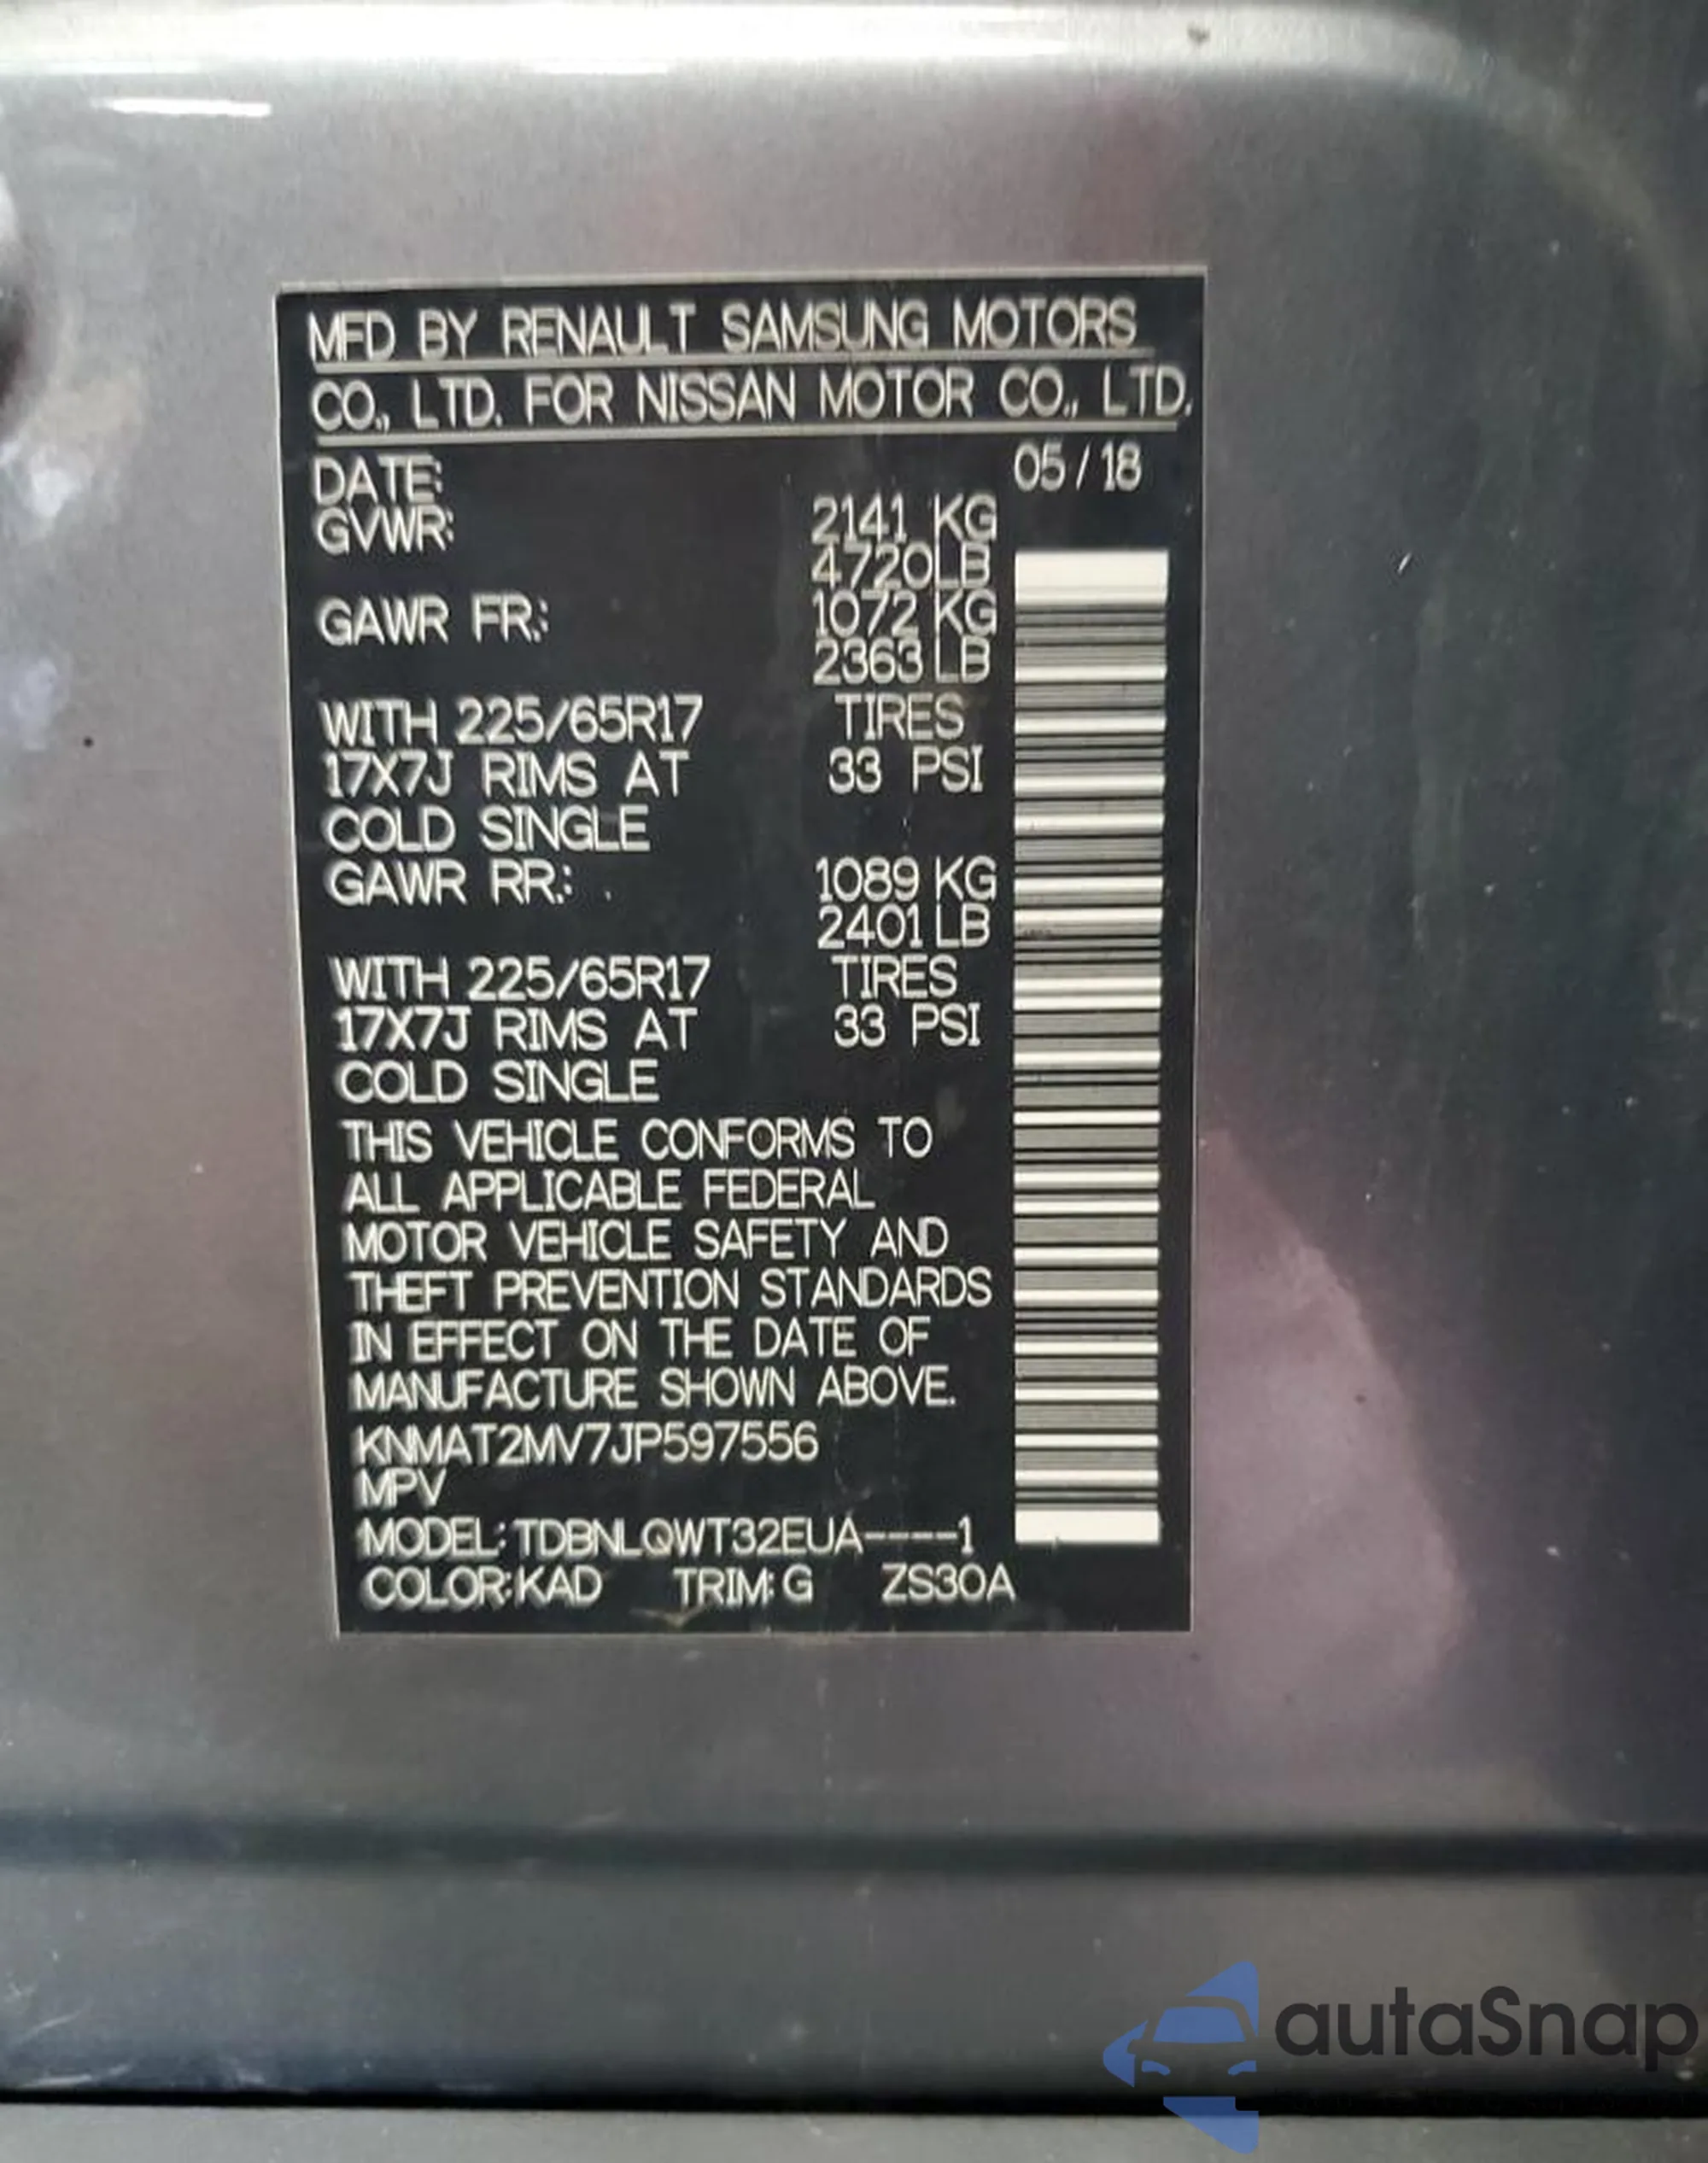 MFD BY RENAULT SAMSUNG MOTORS
CO., LTD. FOR NISSAN MOTOR CO., LTD.
DATE: 05 / 18
GVWR: 2141 KG
4720LB
GAWR FR.: 1072 KG
2363 LB
WITH 225/65R17 TIRES
17X7J RIMS AT 33 PSI
COLD SINGLE
GAWR RR.: 1089 KG
2401 LB
WITH 225/65R17 TIRES
17X7J RIMS AT 33 PSI
COLD SINGLE
THIS VEHICLE CONFORMS TO
ALL APPLICABLE FEDERAL
MOTOR VEHICLE SAFETY AND
THEFT PREVENTION STANDARDS
IN EFFECT ON THE DATE OF
MANUFACTURE SHOWN ABOVE.
KNMAT2MV7JP597556
MPV
MODEL: TDBNLQWT32EUA----1
COLOR: KAD TRIM: G ZS30A
autaSnap